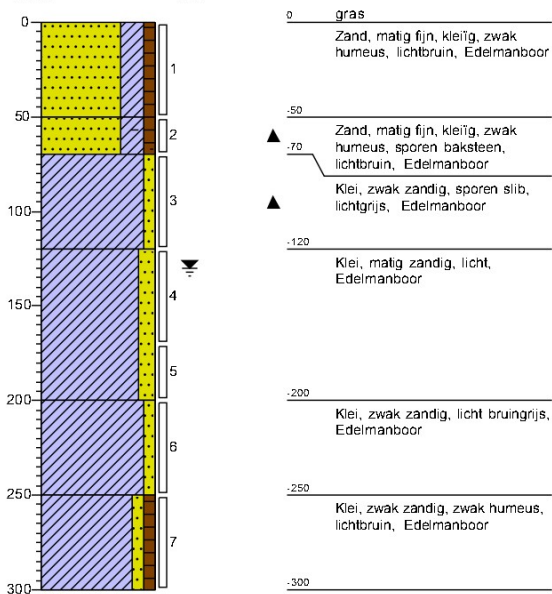 0
50
100
150
200
250
300
1
2
3
4
5
6
7
0
gras
Zand, matig fijn, kleiïg, zwak
humeus, lichtbruin, Edelmanboor
-50
Zand, matig fijn, kleiïg, zwak
humeus, sporen baksteen,
lichtbruin, Edelmanboor
-70
Klei, zwak zandig, sporen slib,
lichtgrijs, Edelmanboor
-120
Klei, matig zandig, licht,
Edelmanboor
-200
Klei, zwak zandig, licht bruingrijs,
Edelmanboor
-250
Klei, zwak zandig, zwak humeus,
lichtbruin, Edelmanboor
-300